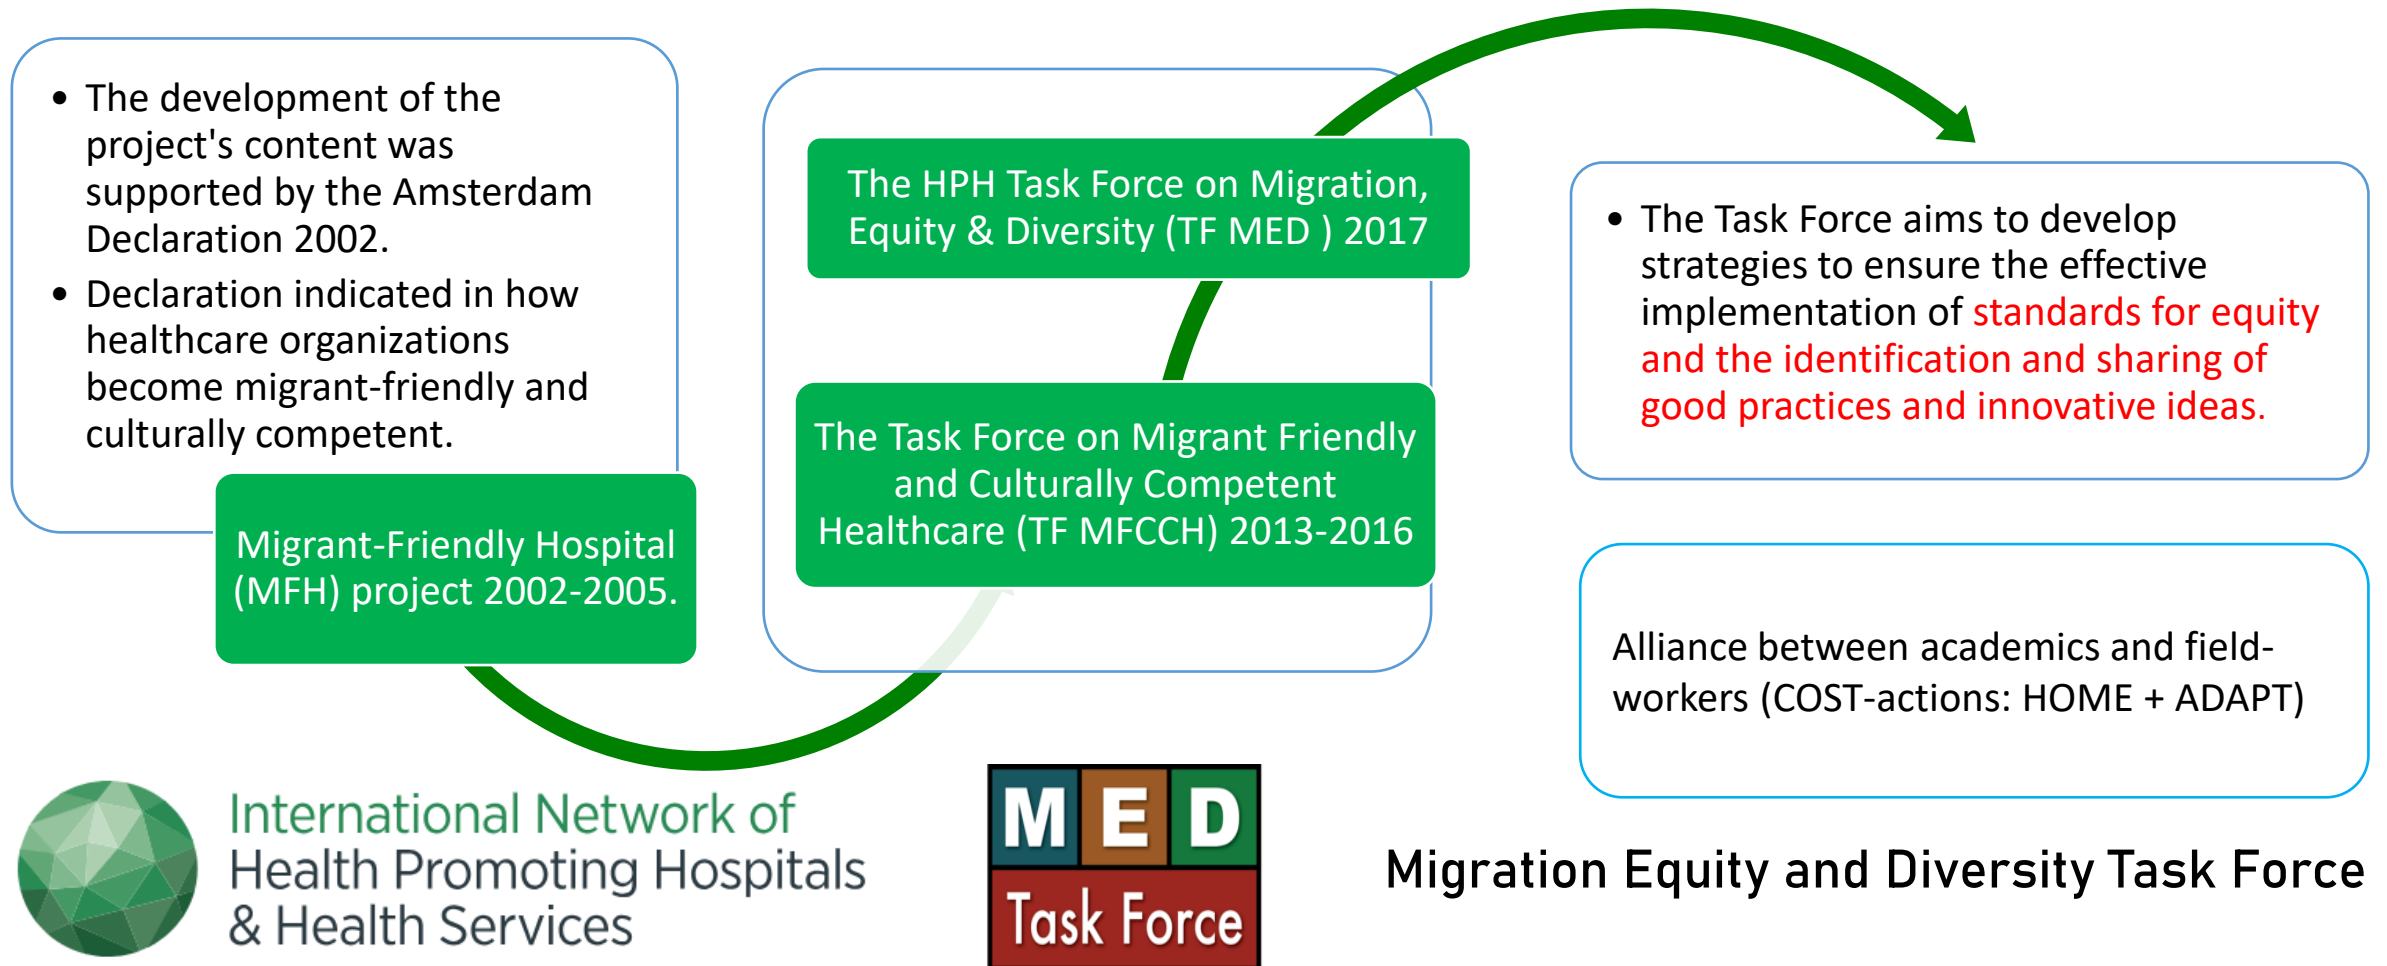 • The development of the
project's content was
supported by the Amsterdam
Declaration 2002.
• Declaration indicated in how
healthcare organizations
become migrant-friendly and
culturally competent.
Migrant-Friendly Hospital
(MFH) project 2002-2005.
The HPH Task Force on Migration,
Equity & Diversity (TF MED ) 2017
The Task Force on Migrant Friendly
and Culturally Competent
Healthcare (TF MFCCH) 2013-2016
• The Task Force aims to develop
strategies to ensure the effective
implementation of standards for equity
and the identification and sharing of
good practices and innovative ideas.
Alliance between academics and field-
workers (COST-actions: HOME + ADAPT)
International Network of
Health Promoting Hospitals
& Health Services
MED
Task Force
Migration Equity and Diversity Task Force